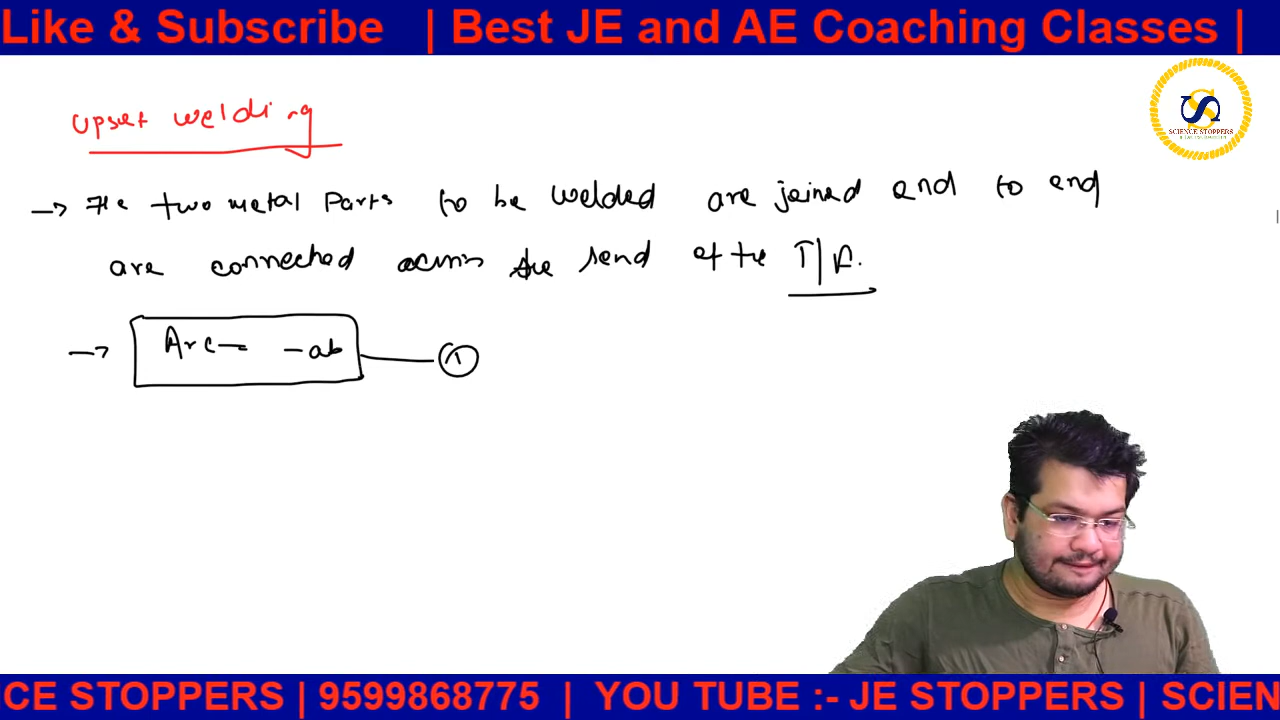 Like & Subscribe | Best JE and AE Coaching Classes |
SCIENCE STOPPERS
upset welding
→ The two metal Parts to be welded are joined end to end
are connected across the send of the T/F.
→ Arc - - ab
CE STOPPERS | 9599868775 | YOU TUBE :- JE STOPPERS | SCIEN